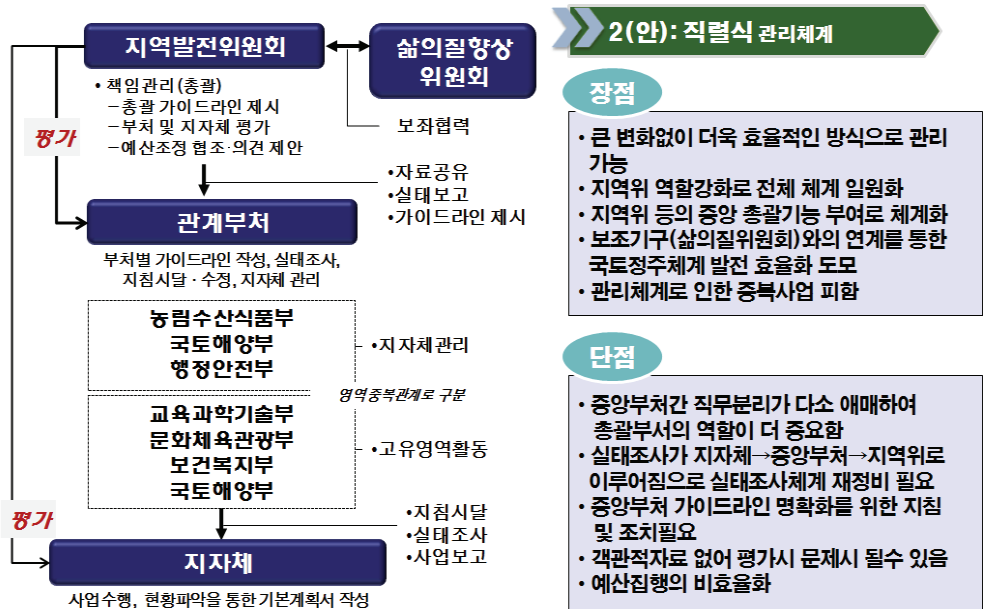 지역발전위원회
삶의질향상
위원회
• 책임관리(총괄)
－총괄 가이드라인 제시
－부처 및 지자체 평가
－예산조정 협조·의견 제안
보좌협력
평가
•자료공유
•실태보고
•가이드라인 제시
관계부처
부처별 가이드라인 작성, 실태조사,
지침시달 · 수정, 지자체 관리
농림수산식품부
국토해양부
행정안전부
•지자체관리
영역 중복관계로 구분
교육과학기술부
문화체육관광부
보건복지부
국토해양부
•고유영역활동
평가
•지침시달
•실태조사
•사업보고
지자체
사업수행, 현황파악을 통한 기본계획서 작성
2(안): 직렬식 관리체계
장점
• 큰 변화없이 더욱 효율적인 방식으로 관리
가능
• 지역위 역할강화로 전체 체계 일원화
• 지역위 등의 중앙 총괄기능 부여로 체계화
• 보조기구(삶의질위원회)와의 연계를 통한
국토정주체계 발전 효율화 도모
• 관리체계로 인한 중복사업 피함
단점
• 중앙부처간 직무분리가 다소 애매하여
총괄부서의 역할이 더 중요함
• 실태조사가 지자체→중앙부처→지역위로
이루어짐으로 실태조사체계 재정비 필요
• 중앙부처 가이드라인 명확화를 위한 지침
및 조치필요
• 객관적자료 없어 평가시 문제시 될수 있음
• 예산집행의 비효율화